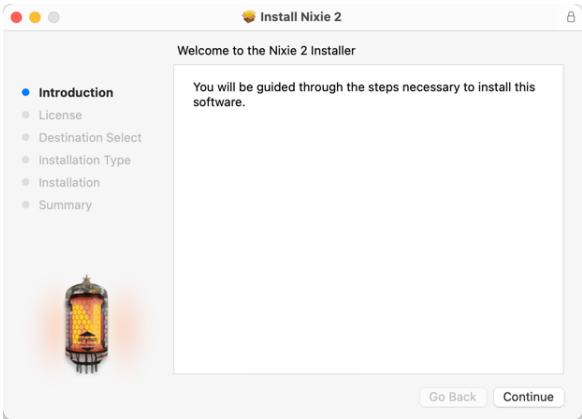 Install Nixie 2
Welcome to the Nixie 2 Installer
Introduction
License
Destination Select
Installation Type
Installation
Summary
You will be guided through the steps necessary to install this
software.
Go Back
Continue